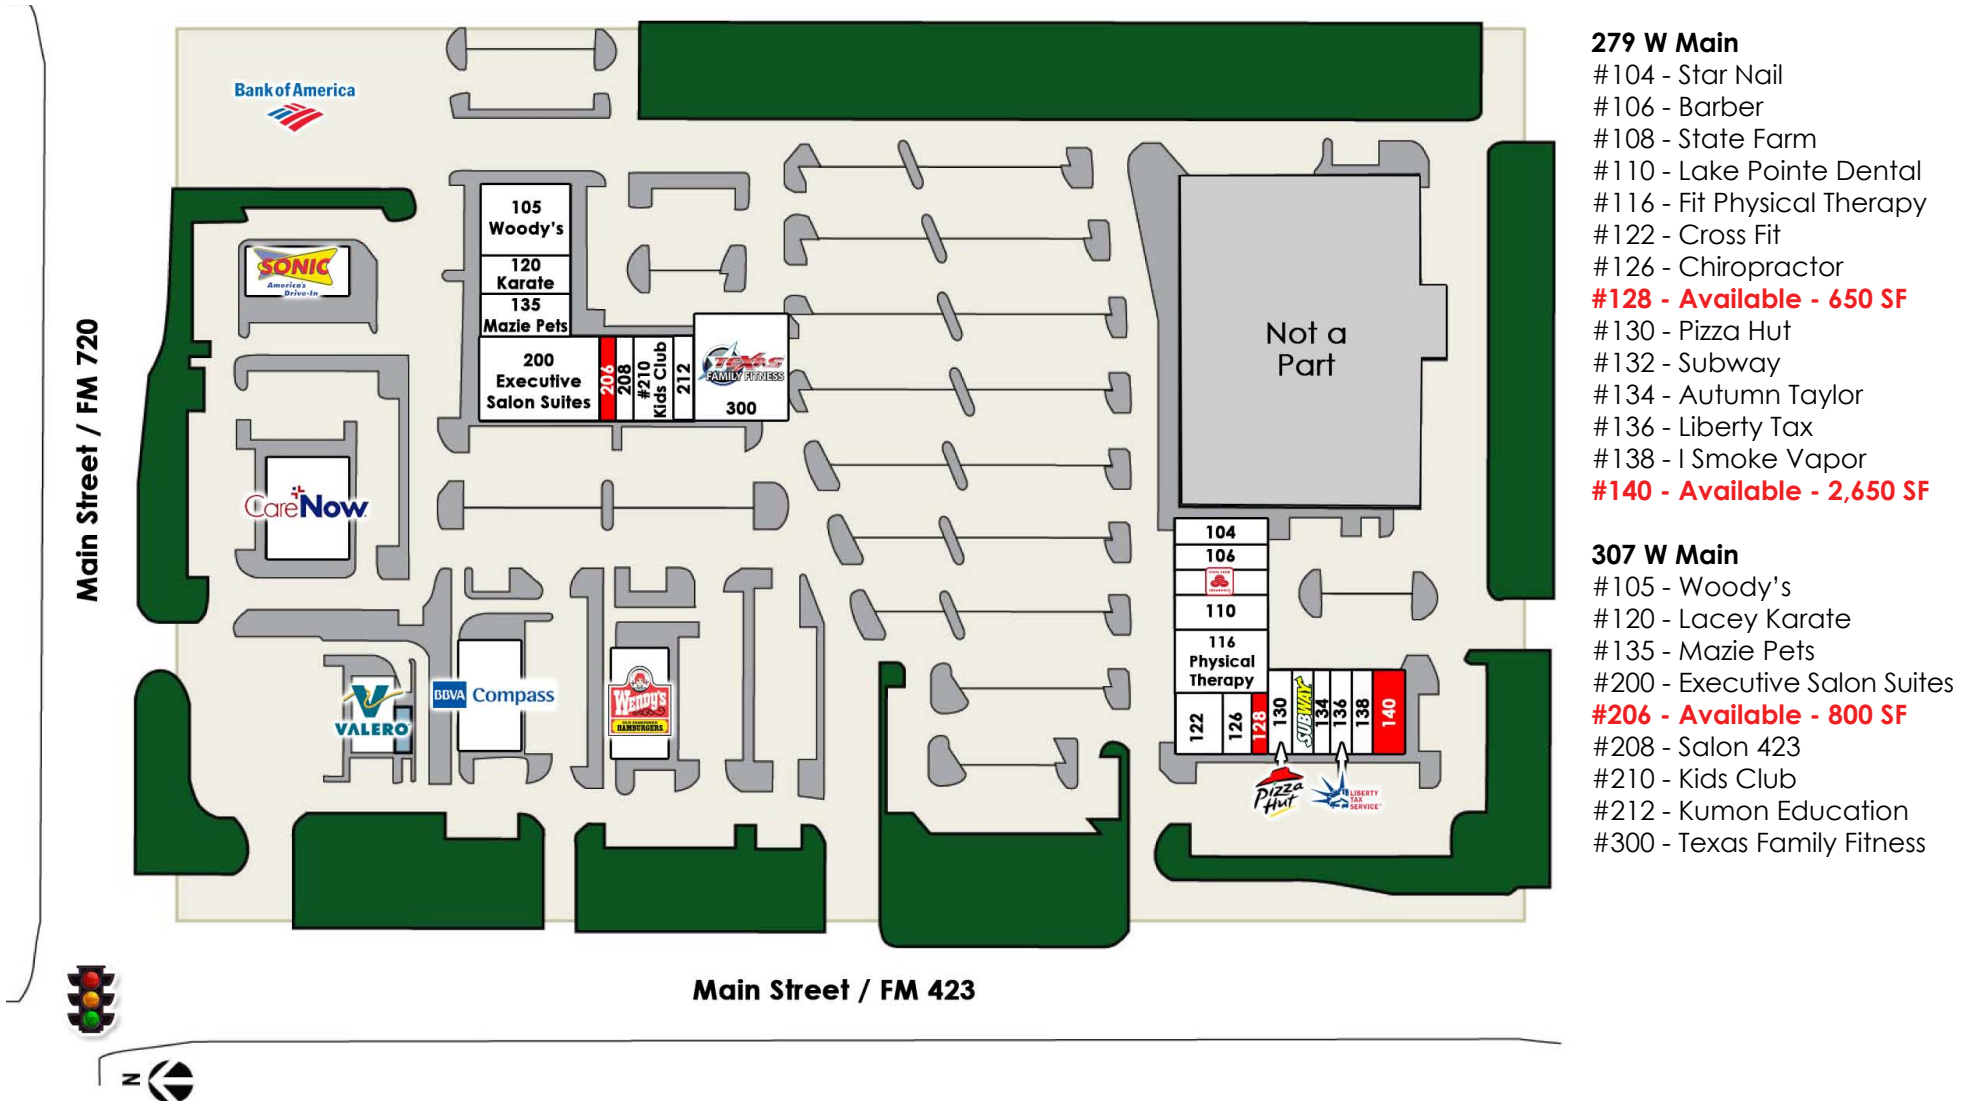 Bank of America
SONIC
America's
Drive-In
CareNow
VALERO
BBVA Compass
WENDY'S
OLD FASHIONED
HAMBURGERS
105
Woody's
120
Karate
135
Mazie Pets
200
Executive
Salon Suites
206
208
#210
Kids Club
212
TEXAS
FAMILY FITNESS
300
Not a
Part
104
106
110
116
Physical
Therapy
122
126
128
130
SUBWAY
134
136
138
140
Pizza
Hut
LIBERTY
TAX
SERVICE
Main Street / FM 720
Main Street / FM 423
N
279 W Main
#104 - Star Nail
#106 - Barber
#108 - State Farm
#110 - Lake Pointe Dental
#116 - Fit Physical Therapy
#122 - Cross Fit
#126 - Chiropractor
#128 - Available - 650 SF
#130 - Pizza Hut
#132 - Subway
#134 - Autumn Taylor
#136 - Liberty Tax
#138 - I Smoke Vapor
#140 - Available - 2,650 SF
307 W Main
#105 - Woody's
#120 - Lacey Karate
#135 - Mazie Pets
#200 - Executive Salon Suites
#206 - Available - 800 SF
#208 - Salon 423
#210 - Kids Club
#212 - Kumon Education
#300 - Texas Family Fitness